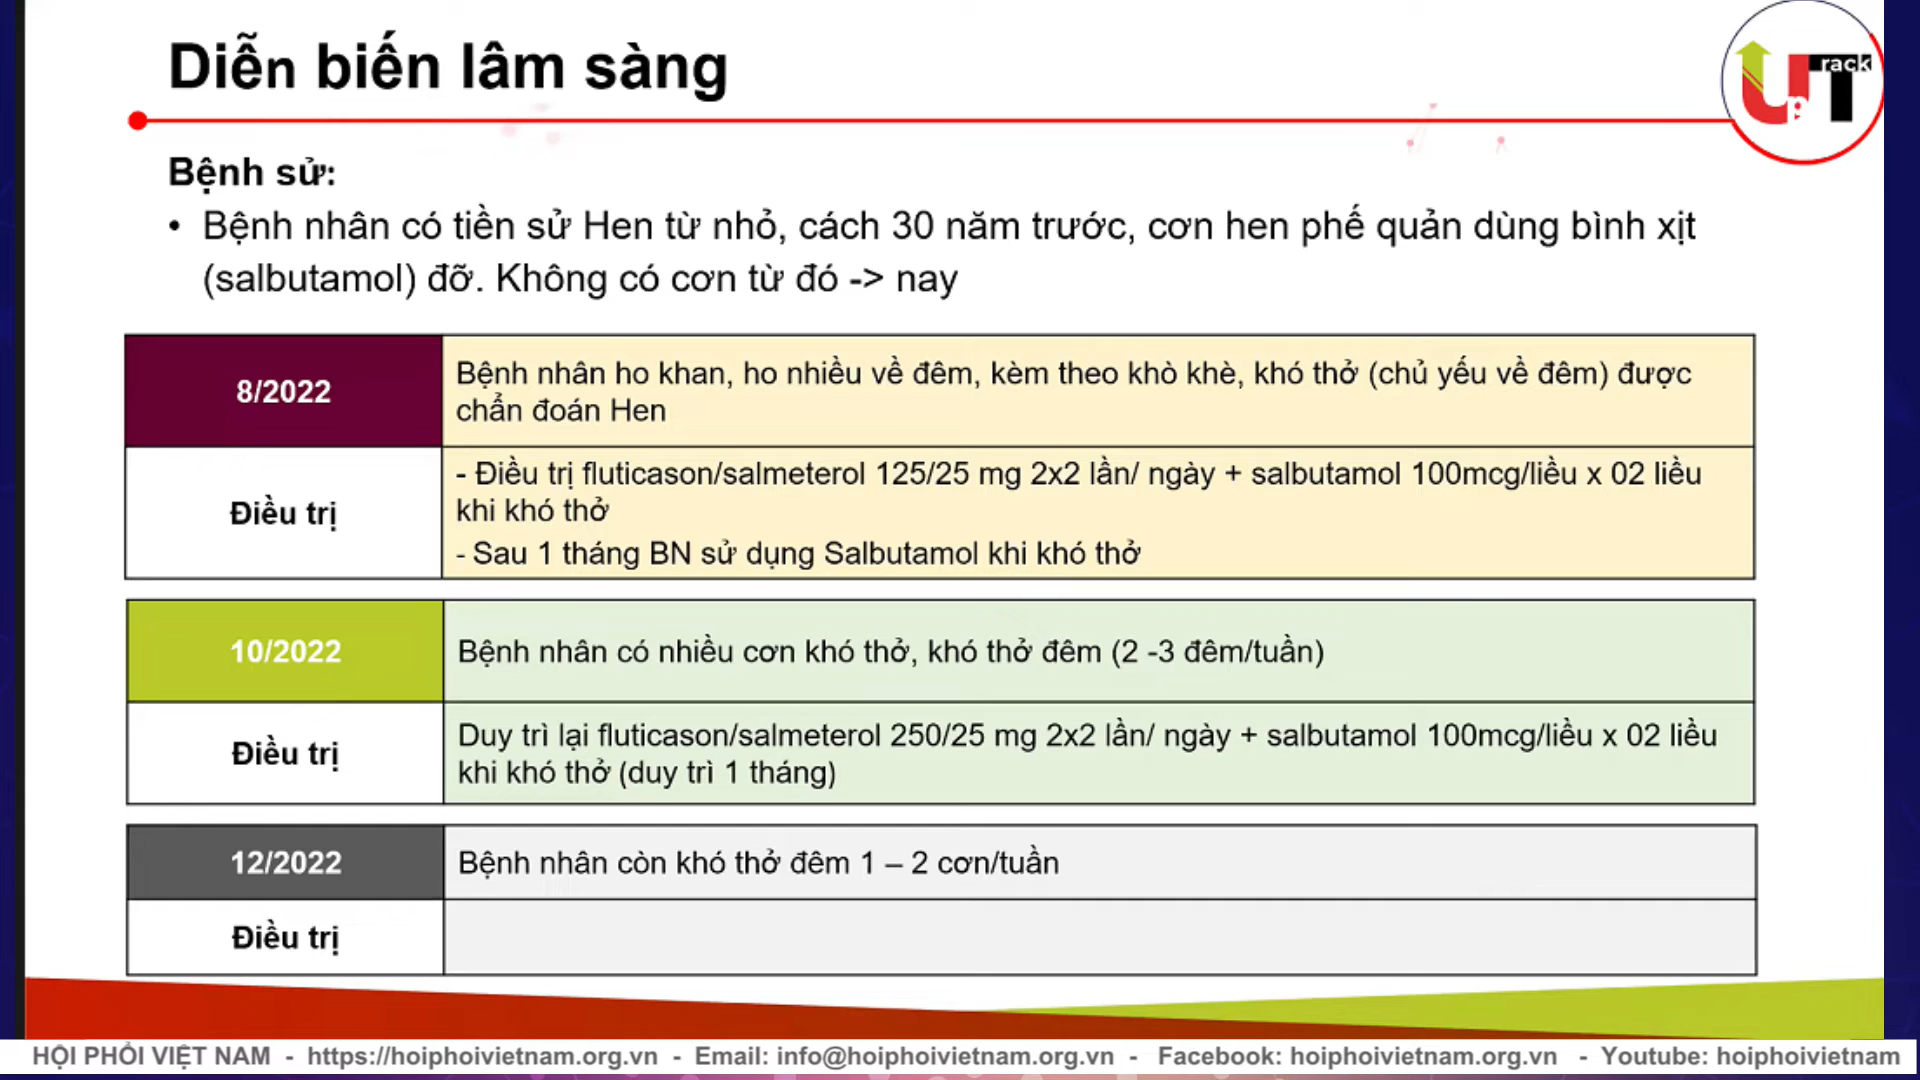 Diễn biến lâm sàng
UpT rack
Bệnh sử:
• Bệnh nhân có tiền sử Hen từ nhỏ, cách 30 năm trước, cơn hen phế quản dùng bình xịt
(salbutamol) đỡ. Không có cơn từ đó -> nay
8/2022
Bệnh nhân ho khan, ho nhiều về đêm, kèm theo khò khè, khó thở (chủ yếu về đêm) được
chẩn đoán Hen
Điều trị
- Điều trị fluticason/salmeterol 125/25 mg 2x2 lần/ ngày + salbutamol 100mcg/liều x 02 liều
khi khó thở
- Sau 1 tháng BN sử dụng Salbutamol khi khó thở
10/2022
Bệnh nhân có nhiều cơn khó thở, khó thở đêm (2 -3 đêm/tuần)
Điều trị
Duy trì lại fluticason/salmeterol 250/25 mg 2x2 lần/ ngày + salbutamol 100mcg/liều x 02 liều
khi khó thở (duy trì 1 tháng)
12/2022
Bệnh nhân còn khó thở đêm 1 – 2 cơn/tuần
Điều trị
HỘI PHỔI VIỆT NAM - https://hoiphoivietnam.org.vn - Email: info@hoiphoivietnam.org.vn - Facebook: hoiphoivietnam.org.vn - Youtube: hoiphoivietnam